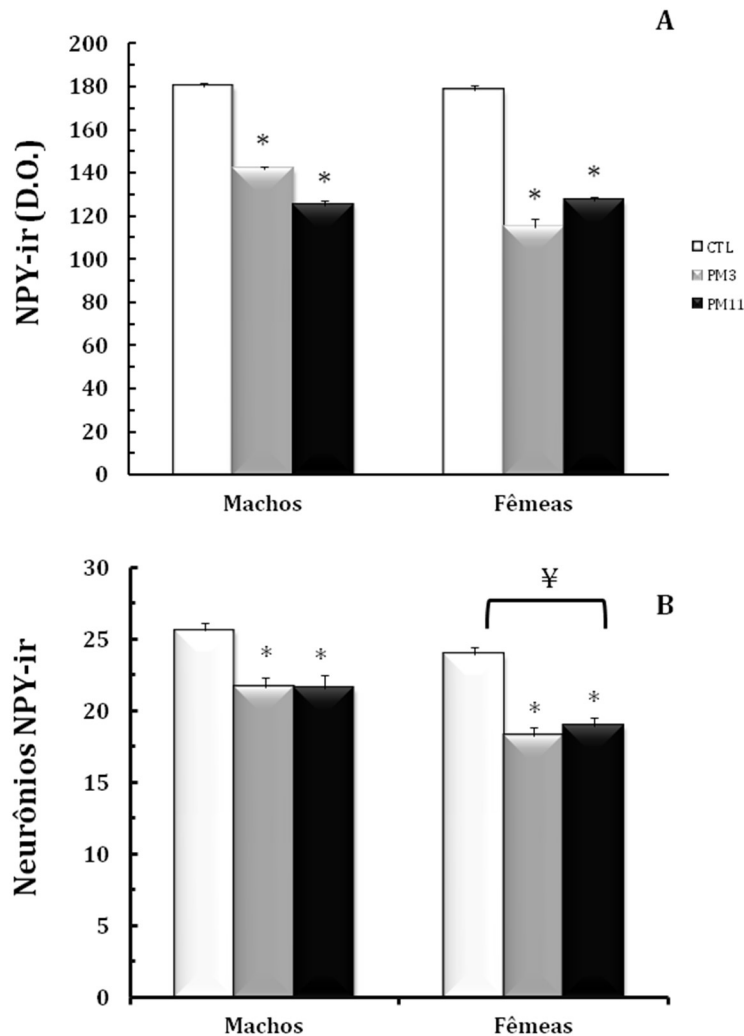 A
NPY-ir (D.O.)
200
180
160
140
120
100
80
60
40
20
0
* * * *
Machos Fêmeas
CTL
PM3
PM11
B
Neurônios NPY-ir
30
25
20
15
10
5
0
¥
* * * *
Machos Fêmeas